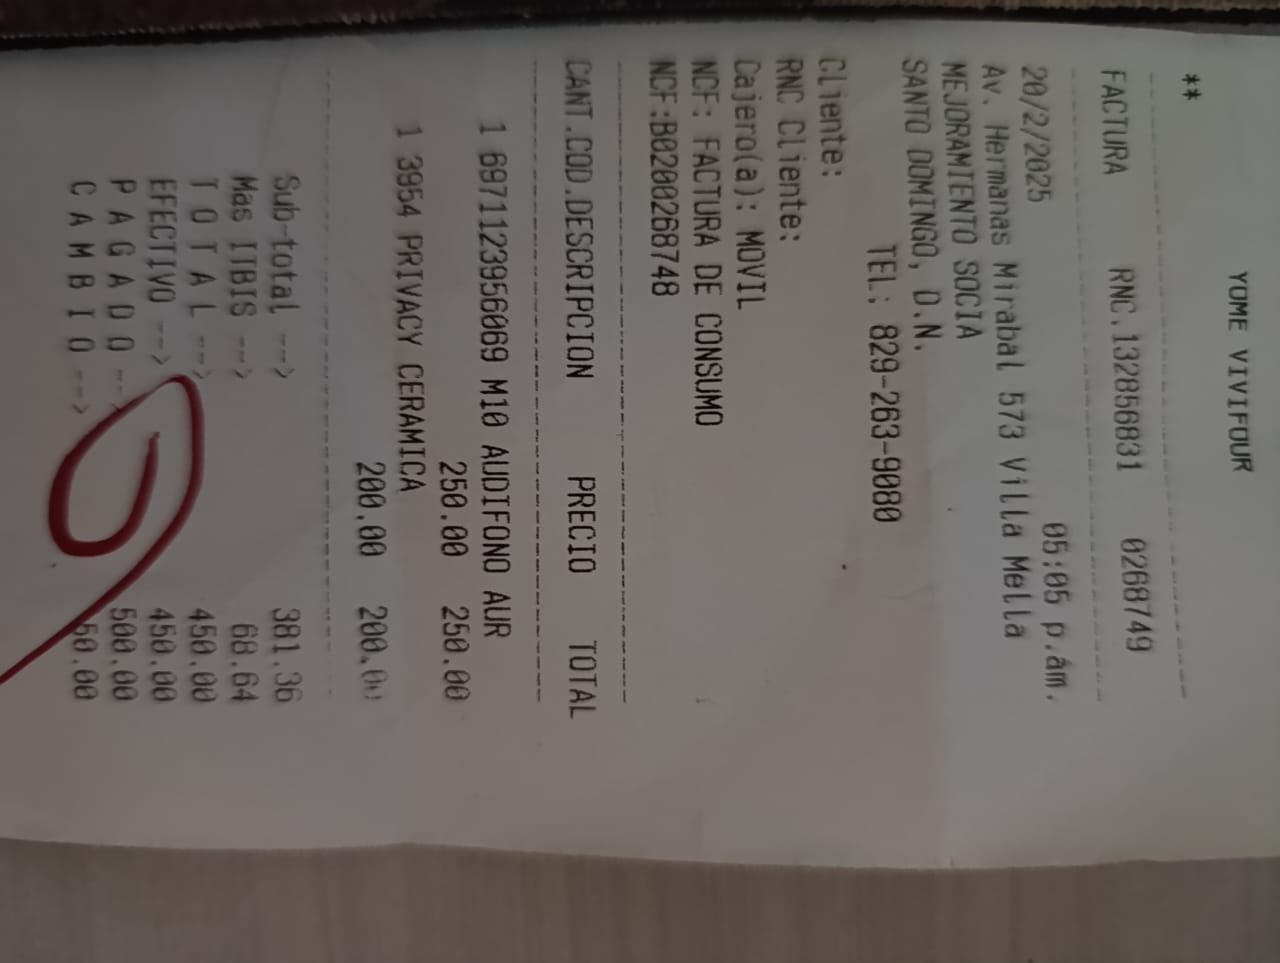 YOME VIVIFOUR
**
FACTURA RNC.132856831 0268749
20/2/2025 05:05 p.ám.
Av. Hermanas Mirabal 573 Villa Mella
MEJORAMIENTO SOCIA
SANTO DOMINGO, D.N.
TEL.: 829-263-9080
Cliente:
RNC Cliente:
Cajero(a): MOVIL
NCF: FACTURA DE CONSUMO
NCF:B0200268748
CANT.COD.DESCRIPCION PRECIO TOTAL
1 6971123956069 M10 AUDIFONO AUR
250.00 250.00
1 3954 PRIVACY CERAMICA
200.00 200.00
Sub-total --> 381.36
Mas ITBIS --> 68.64
T O T A L --> 450.00
EFECTIVO --> 450.00
P A G A D O --> 500.00
C A M B I O --> 50.00